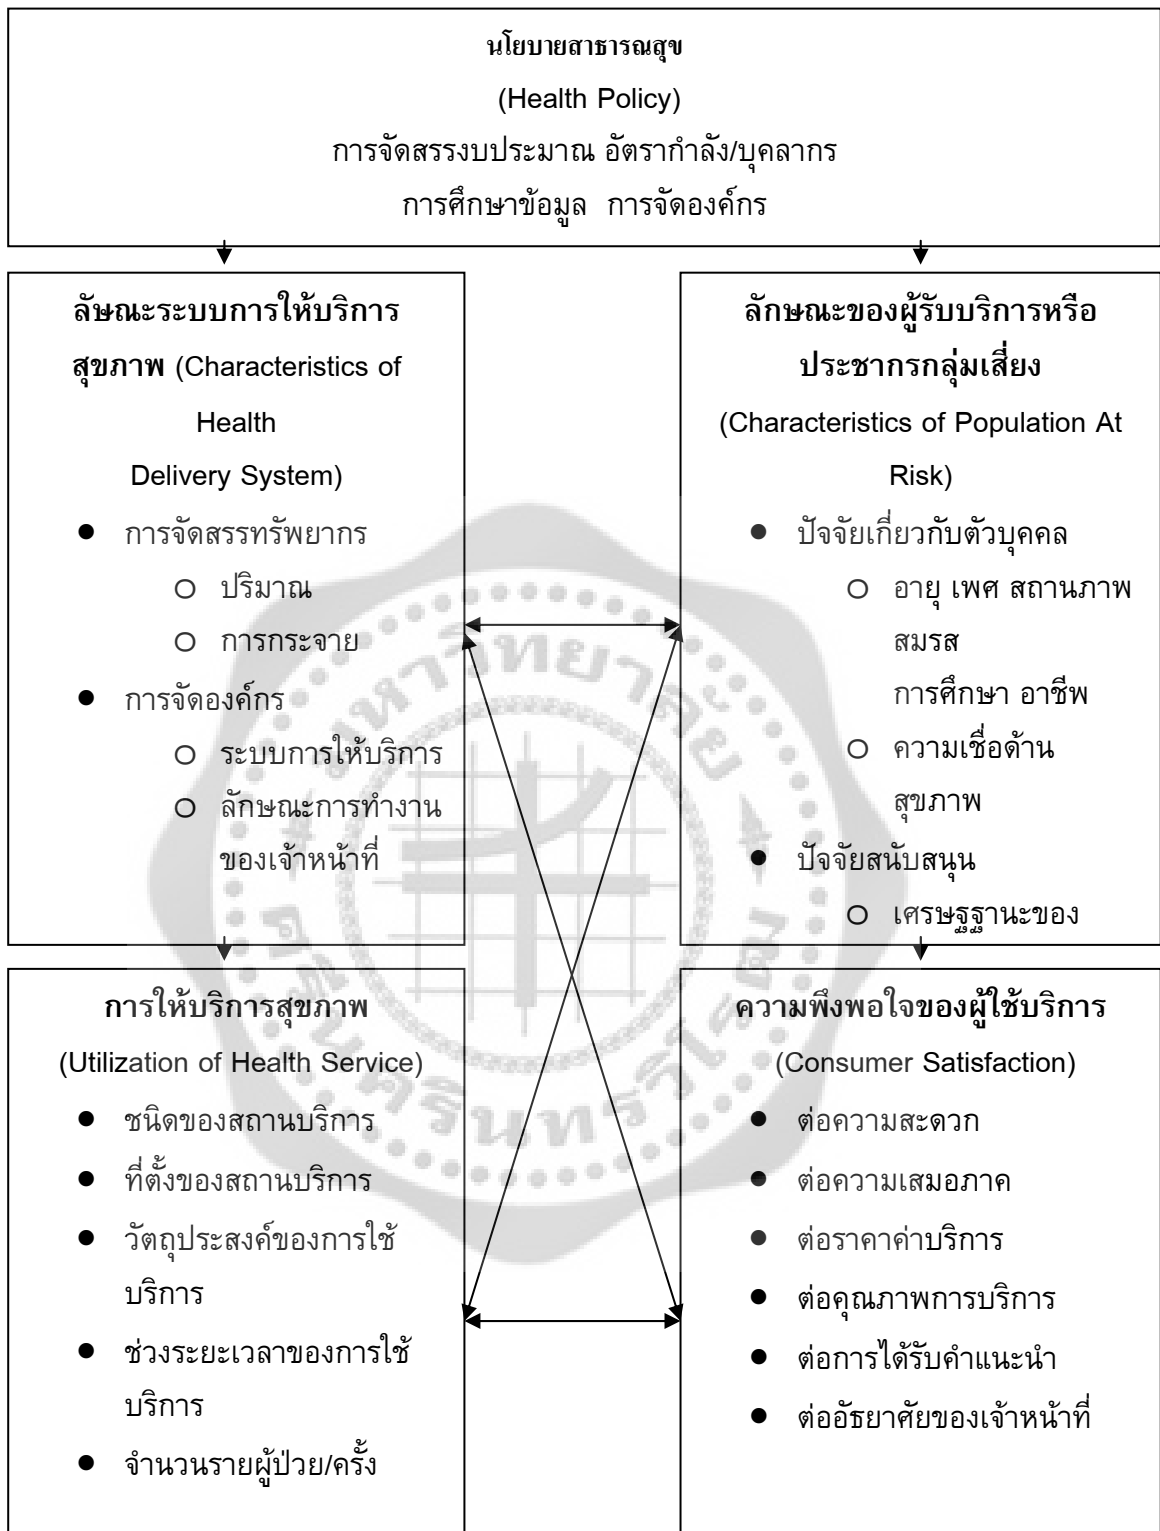 นโยบายสาธารณสุข
(Health Policy)
การจัดสรรงบประมาณ อัตรากำลัง/บุคลากร
การศึกษาข้อมูล การจัดองค์กร
ลัษณะระบบการให้บริการ
สุขภาพ (Characteristics of
Health
Delivery System)
● การจัดสรรทรัพยากร
○ ปริมาณ
○ การกระจาย
● การจัดองค์กร
○ ระบบการให้บริการ
○ ลักษณะการทำงาน
ของเจ้าหน้าที่
ลักษณะของผู้รับบริการหรือ
ประชากรกลุ่มเสี่ยง
(Characteristics of Population At
Risk)
● ปัจจัยเกี่ยวกับตัวบุคคล
○ อายุ เพศ สถานภาพ
สมรส
การศึกษา อาชีพ
○ ความเชื่อด้าน
สุขภาพ
● ปัจจัยสนับสนุน
○ เศรษฐฐานะของ
การให้บริการสุขภาพ
(Utilization of Health Service)
● ชนิดของสถานบริการ
● ที่ตั้งของสถานบริการ
● วัตถุประสงค์ของการใช้
บริการ
● ช่วงระยะเวลาของการใช้
บริการ
● จำนวนรายผู้ป่วย/ครั้ง
ความพึงพอใจของผู้ใช้บริการ
(Consumer Satisfaction)
● ต่อความสะดวก
● ต่อความเสมอภาค
● ต่อราคาค่าบริการ
● ต่อคุณภาพการบริการ
● ต่อการได้รับคำแนะนำ
● ต่ออัธยาศัยของเจ้าหน้าที่
มหาวิทยาลัย
ศรีนครินทรวิโรฒ